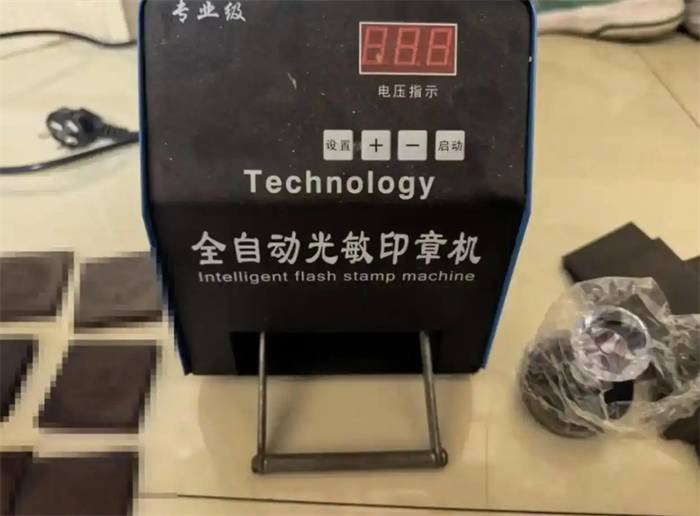 专业级
888
电压指示
设置 + − 启动
Technology
全自动光敏印章机
Intelligent flash stamp machine